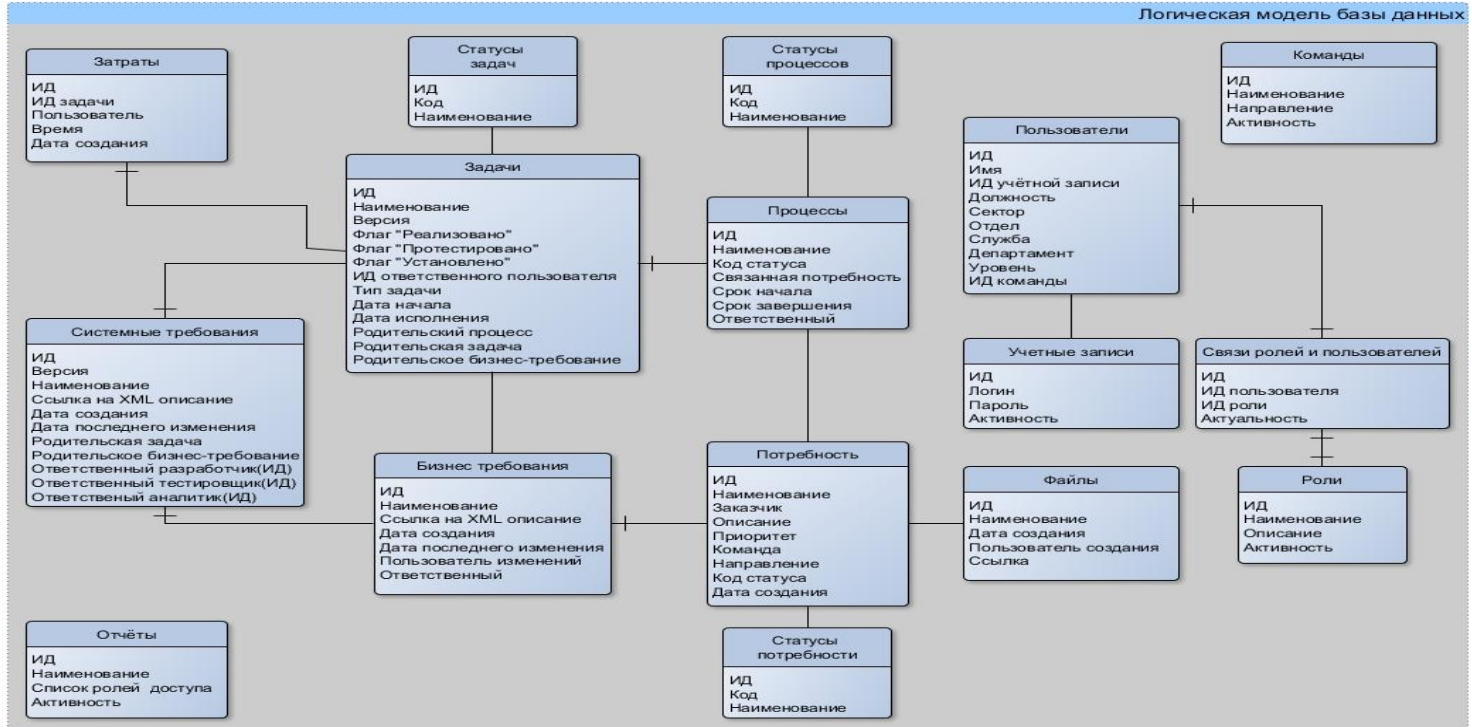 Логическая модель базы данных
Затраты
ИД
ИД задачи
Пользователь
Время
Дата создания
Статусы
задач
ИД
Код
Наименование
Статусы
процессов
ИД
Код
Наименование
Команды
ИД
Наименование
Направление
Активность
Задачи
ИД
Наименование
Версия
Флаг "Реализовано"
Флаг "Протестировано"
Флаг "Установлено"
ИД ответственного пользователя
Тип задачи
Дата начала
Дата исполнения
Родительский процесс
Родительская задача
Родительское бизнес-требование
Процессы
ИД
Наименование
Код статуса
Связанная потребность
Срок начала
Срок завершения
Ответственный
Пользователи
ИД
Имя
ИД учётной записи
Должность
Сектор
Отдел
Служба
Департамент
Уровень
ИД команды
Системные требования
ИД
Версия
Наименование
Ссылка на XML описание
Дата создания
Дата последнего изменения
Родительская задача
Родительское бизнес-требование
Ответственный разработчик(ИД)
Ответственный тестировщик(ИД)
Ответственый аналитик(ИД)
Учетные записи
ИД
Логин
Пароль
Активность
Связи ролей и пользователей
ИД
ИД пользователя
ИД роли
Актуальность
Бизнес требования
ИД
Наименование
Ссылка на XML описание
Дата создания
Дата последнего изменения
Пользователь изменений
Ответственный
Потребность
ИД
Наименование
Заказчик
Описание
Приоритет
Команда
Направление
Код статуса
Дата создания
Файлы
ИД
Наименование
Дата создания
Пользователь создания
Ссылка
Роли
ИД
Наименование
Описание
Активность
Отчёты
ИД
Наименование
Список ролей доступа
Активность
Статусы
потребности
ИД
Код
Наименование